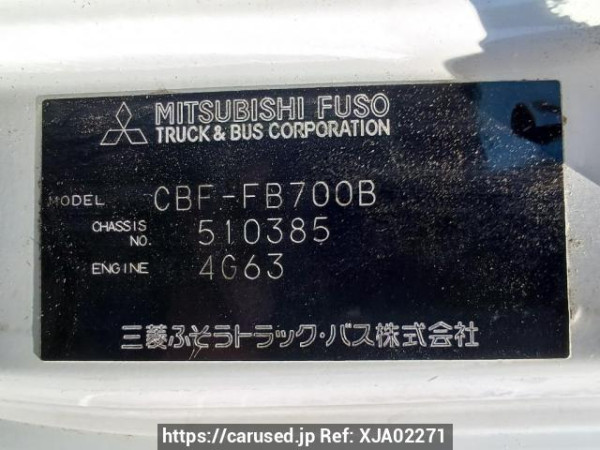 MITSUBISHI FUSO
TRUCK & BUS CORPORATION
MODEL CBF-FB700B
CHASSIS NO. 510385
ENGINE 4G63
三菱ふそうトラック・バス株式会社
https://carused.jp Ref: XJA02271